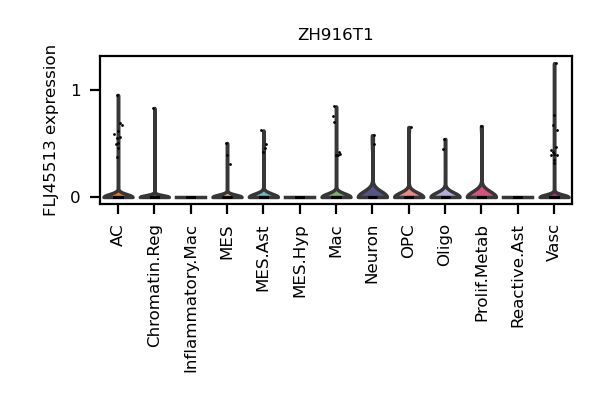 ZH916T1
FLJ45513 expression
1
0
AC
Chromatin.Reg
Inflammatory.Mac
MES
MES.Ast
MES.Hyp
Mac
Neuron
OPC
Oligo
Prolif.Metab
Reactive.Ast
Vasc